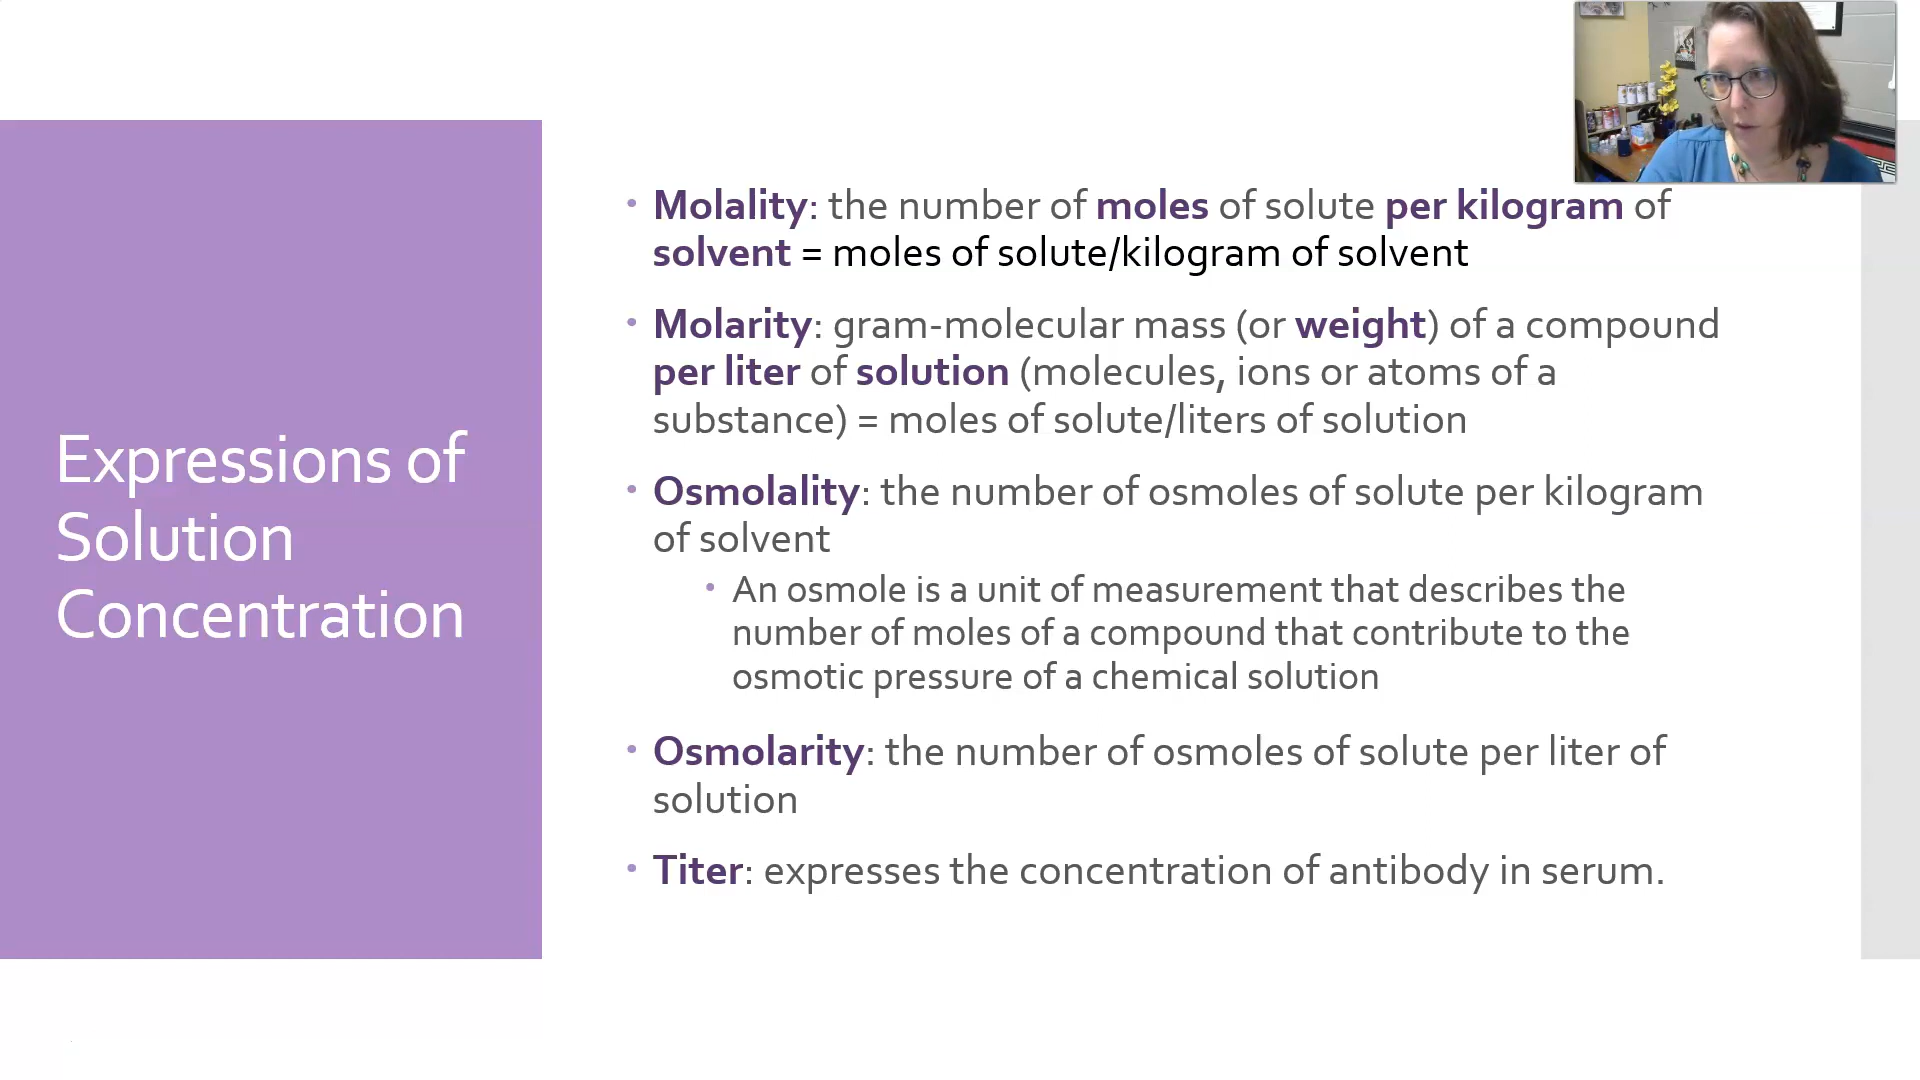 Expressions of
Solution
Concentration
• Molality: the number of moles of solute per kilogram of
solvent = moles of solute/kilogram of solvent
• Molarity: gram-molecular mass (or weight) of a compound
per liter of solution (molecules, ions or atoms of a
substance) = moles of solute/liters of solution
• Osmolality: the number of osmoles of solute per kilogram
of solvent
• An osmole is a unit of measurement that describes the
number of moles of a compound that contribute to the
osmotic pressure of a chemical solution
• Osmolarity: the number of osmoles of solute per liter of
solution
• Titer: expresses the concentration of antibody in serum.